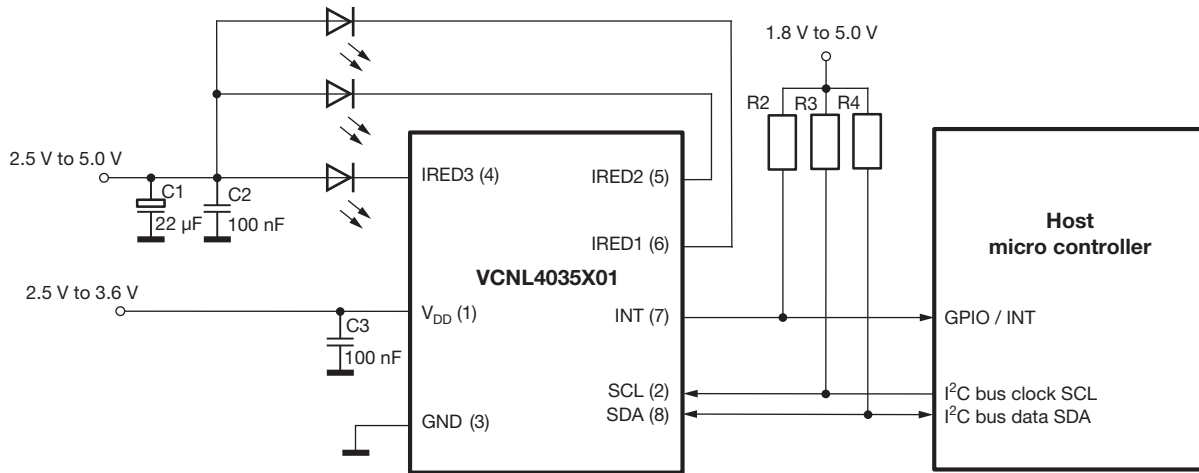 1.8 V to 5.0 V
R2
R3
R4
2.5 V to 5.0 V
C1
22 µF
C2
100 nF
IRED3 (4)
IRED2 (5)
IRED1 (6)
VCNL4035X01
Host
micro controller
2.5 V to 3.6 V
C3
100 nF
VDD (1)
INT (7)
GPIO / INT
SCL (2)
I²C bus clock SCL
GND (3)
SDA (8)
I²C bus data SDA